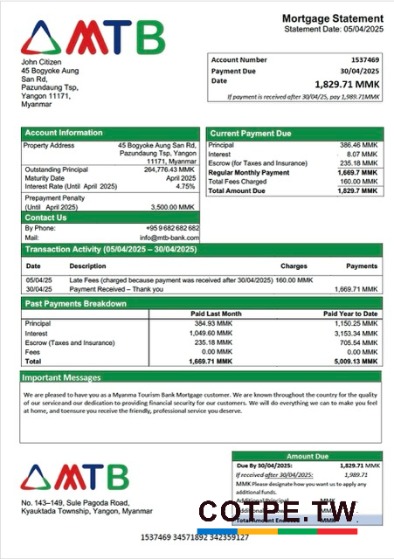 MTB
Mortgage Statement
Statement Date: 05/04/2025
John Citizen
45 Bogyoke Aung
San Rd,
Pazundaung Tsp,
Yangon 11171,
Myanmar
Account Number 1537469
Payment Due 30/04/2025
Date
1,829.71 MMK
If payment is received after 30/04/25, pay 1,989.71MMK
Account Information
Property Address 45 Bogyoke Aung San Rd,
Pazundaung Tsp, Yangon
11171, Myanmar
Outstanding Principal 264,776.43 MMK
Maturity Date April 2025
Interest Rate (Until April 2025) 4.75%
Prepayment Penalty
(Until April 2025) 3,500.00 MMK
Contact Us
By Phone: +95 9 682 682 682
Mail: info@mtb-bank.com
Current Payment Due
Principal 386.46 MMK
Interest 8.07 MMK
Escrow (for Taxes and Insurance) 235.18 MMK
Regular Monthly Payment 1,669.7 MMK
Total Fees Charged 160.00 MMK
Total Amount Due 1,829.7 MMK
Transaction Activity (05/04/2025 – 30/04/2025)
Date Description Charges Payments
05/04/25 Late Fees (charged because payment was received after 30/04/2025) 160.00 MMK
30/04/25 Payment Received – Thank you 1,669.71 MMK
Past Payments Breakdown
Paid Last Month Paid Year to Date
Principal 384.93 MMK 1,150.25 MMK
Interest 1,049.60 MMK 3,153.34 MMK
Escrow (Taxes and Insurance) 235.18 MMK 705.54 MMK
Fees 0.00 MMK 0.00 MMK
Total 1,669.71 MMK 5,009.13 MMK
Important Messages
We are pleased to have you as a Myanma Tourism Bank Mortgage customer. We are known throughout the country for the quality
of our serviceand our dedication to providing financial security for our customers. We will do everything we can to make you feel
at home, and toensure you receive the friendly, professional service you deserve.
MTB
No. 143–149, Sule Pagoda Road,
Kyauktada Township, Yangon, Myanmar
Amount Due
Due By 30/04/2025: 1,829.71 MMK
If received after 30/04/2025: 1,989.71
MMK Please designate how you want us to apply any
additional funds.
COTPE.TW
1537469 34571892 342359127